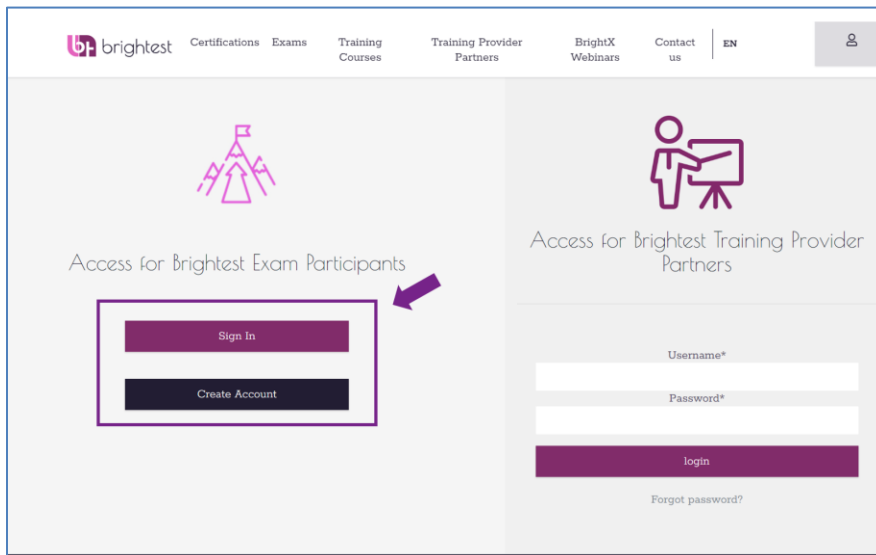 brightest
Certifications Exams Training Courses Training Provider Partners BrightX Webinars Contact us EN
Access for Brightest Exam Participants
Sign In
Create Account
Access for Brightest Training Provider
Partners
Username*
Password*
login
Forgot password?